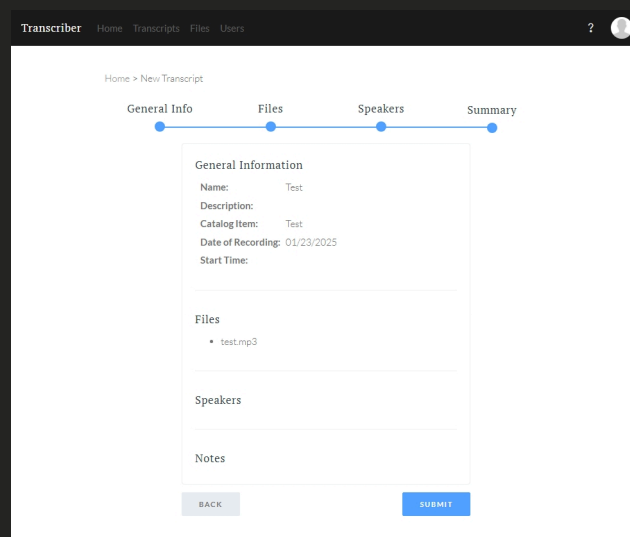 Transcriber Home Transcripts Files Users ?
Home > New Transcript
General Info Files Speakers Summary
General Information
Name: Test
Description:
Catalog Item: Test
Date of Recording: 01/23/2025
Start Time:
Files
• test.mp3
Speakers
Notes
BACK SUBMIT